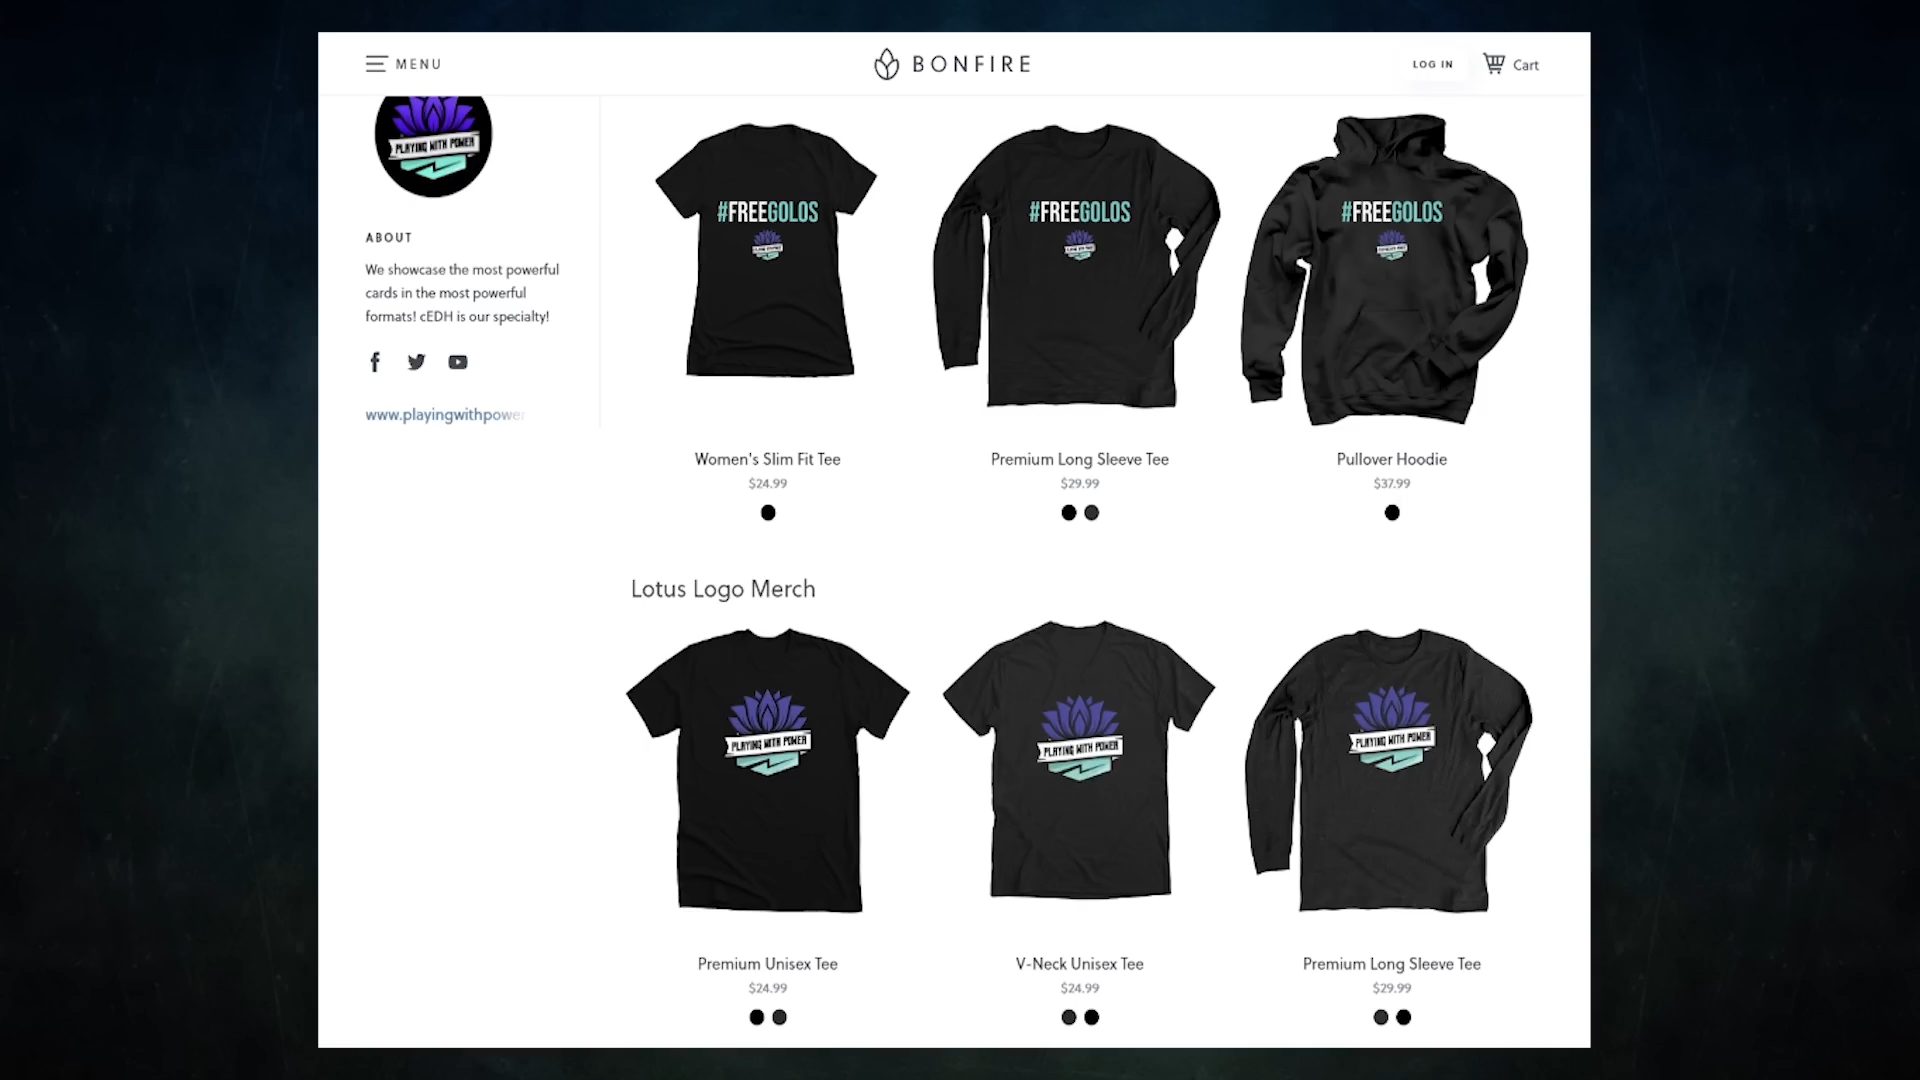 MENU
BONFIRE
LOG IN
Cart
PLAYING WITH POWER
ABOUT
We showcase the most powerful
cards in the most powerful
formats! cEDH is our specialty!
www.playingwithpower
#FREEGOLOS
#FREEGOLOS
#FREEGOLOS
Women's Slim Fit Tee
$24.99
Premium Long Sleeve Tee
$29.99
Pullover Hoodie
$37.99
Lotus Logo Merch
PLAYING WITH POWER
PLAYING WITH POWER
PLAYING WITH POWER
Premium Unisex Tee
$24.99
V-Neck Unisex Tee
$24.99
Premium Long Sleeve Tee
$29.99